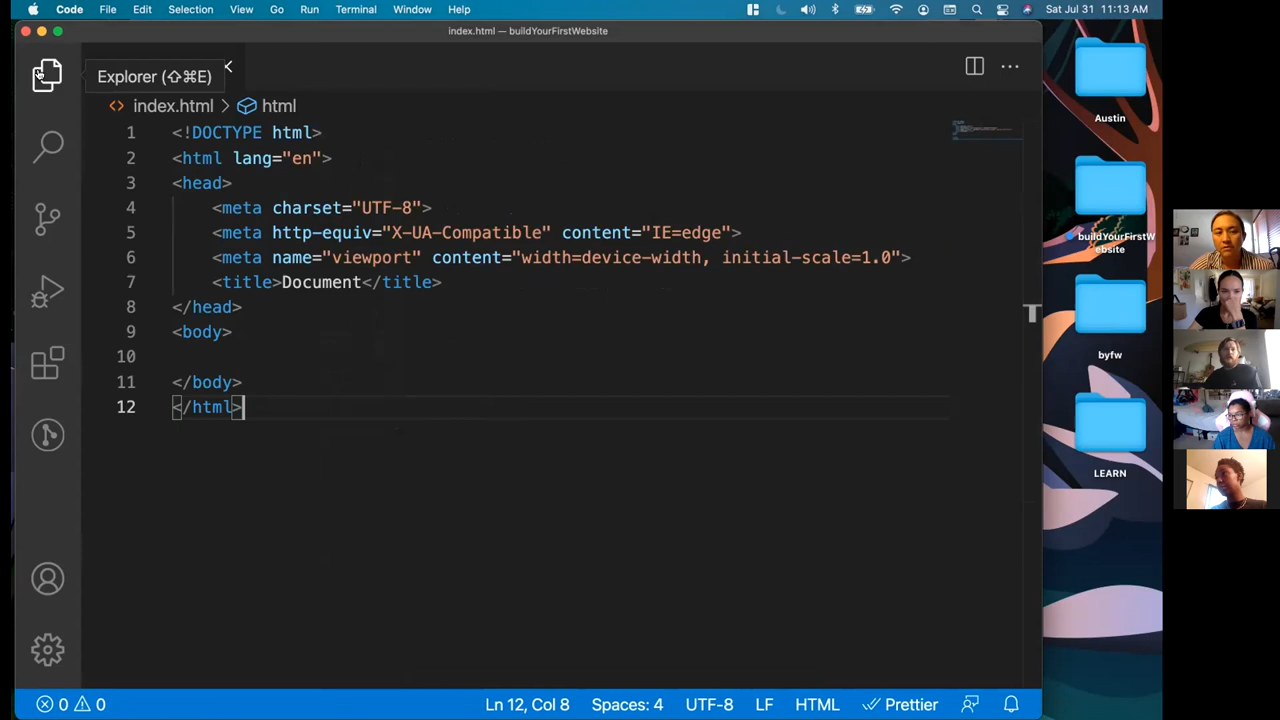 Code File Edit Selection View Go Run Terminal Window Help Sat Jul 31 11:13 AM
index.html — buildYourFirstWebsite
Explorer (⇧⌘E)
index.html > html
1 <!DOCTYPE html>
2 <html lang="en">
3 <head>
4 <meta charset="UTF-8">
5 <meta http-equiv="X-UA-Compatible" content="IE=edge">
6 <meta name="viewport" content="width=device-width, initial-scale=1.0">
7 <title>Document</title>
8 </head>
9 <body>
10
11 </body>
12 </html>
0 0 Ln 12, Col 8 Spaces: 4 UTF-8 LF HTML Prettier
Austin
buildYourFirstW
ebsite
byfw
LEARN